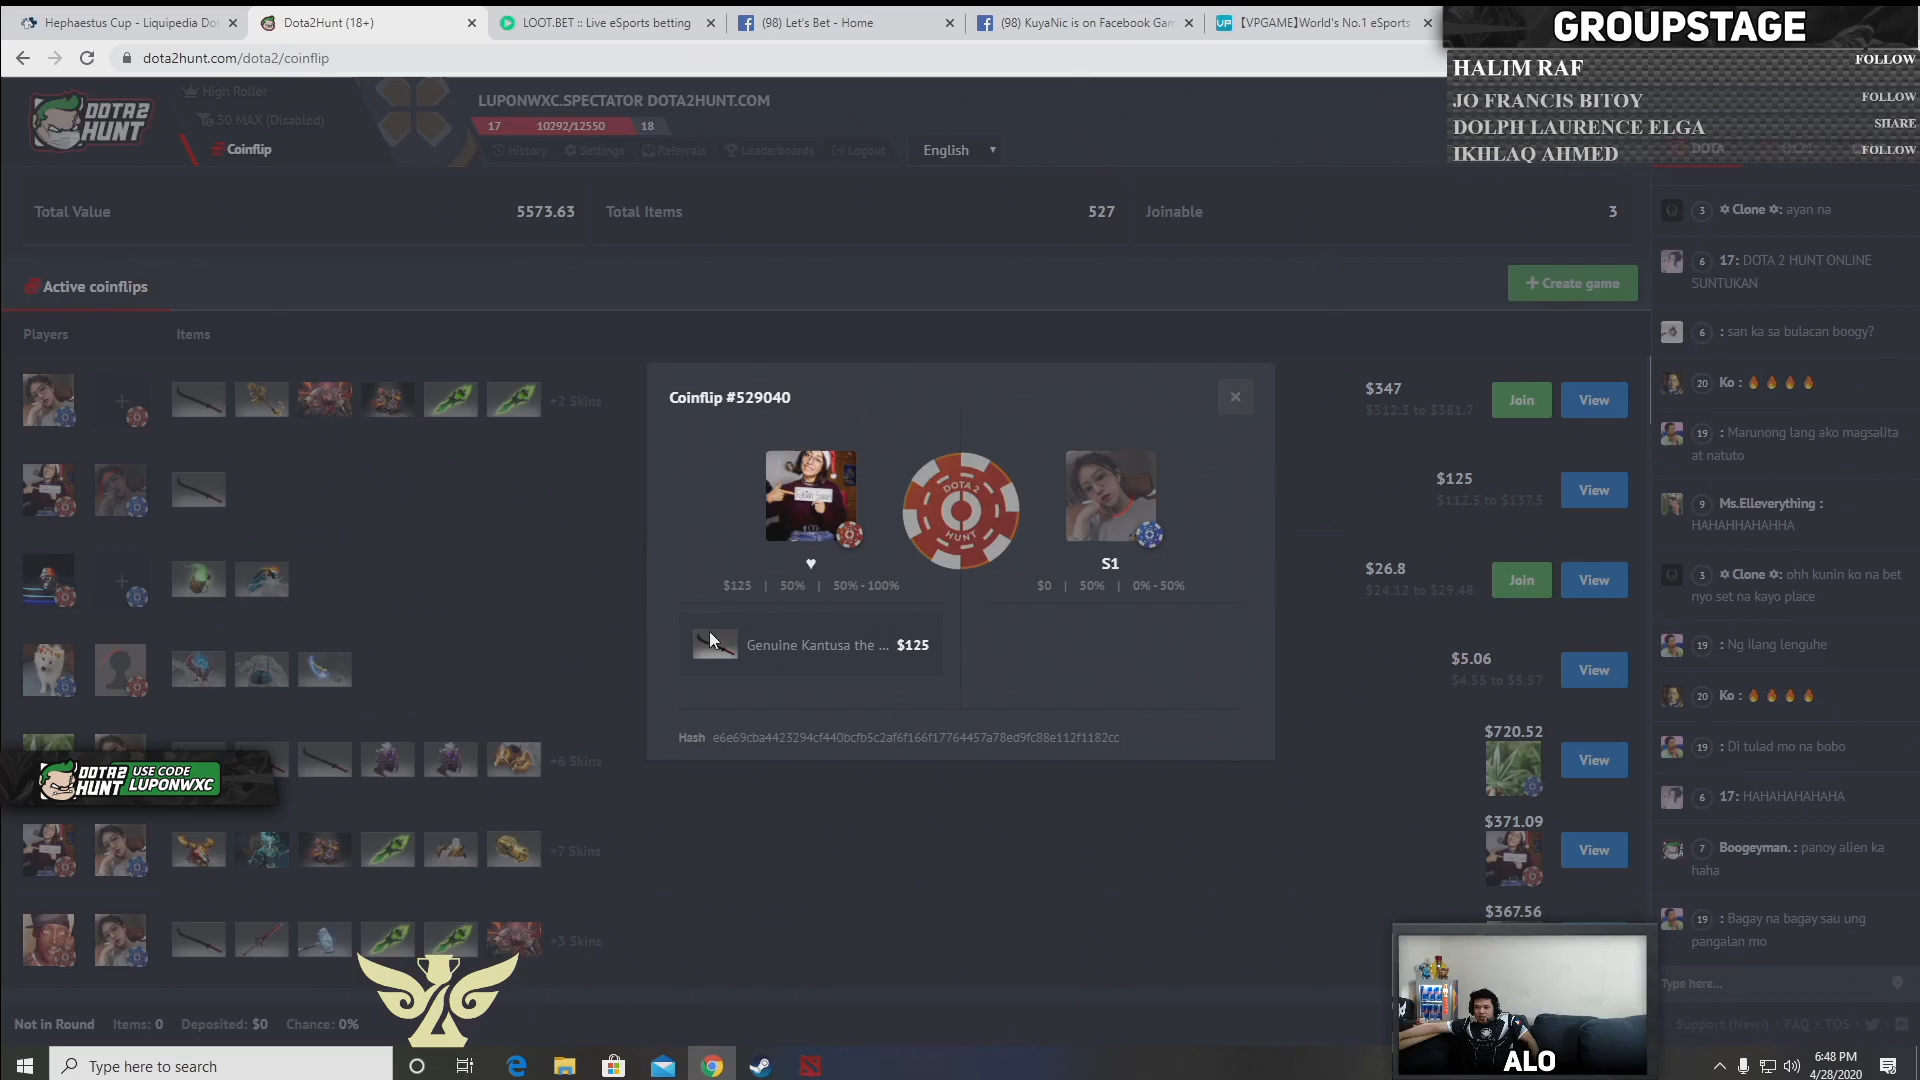 Hephaestus Cup - Liquipedia Do
Dota2Hunt (18+)
LOOT.BET :: Live eSports betting
(98) Let's Bet - Home
(98) KuyaNic is on Facebook Gam
【VPGAME】World's No.1 eSports
dota2hunt.com/dota2/coinflip
GROUPSTAGE
HALIM RAF FOLLOW
JO FRANCIS BITOY FOLLOW
DOLPH LAURENCE ELGA SHARE
IKHLAQ AHMED FOLLOW
DOTA2 HUNT
High Roller
30 MAX (Disabled)
Coinflip
LUPONWXC.SPECTATOR DOTA2HUNT.COM
17 10292/12550 18
History Settings Referrals Leaderboards Logout English
DOTA
Total Value 5573.63 Total Items 527 Joinable 3
Active coinflips
+ Create game
Players Items
+2 Skins
$347
$312.3 to $381.7
Join View
$125
$112.5 to $137.5
View
$26.8
$24.12 to $29.48
Join View
$5.06
$4.55 to $5.57
View
+6 Skins
$720.52
View
+7 Skins
$371.09
View
+3 Skins
$367.56
Coinflip #529040
×
DOTA 2
HUNT
♥
$125 | 50% | 50% - 100%
S1
$0 | 50% | 0% - 50%
Genuine Kantusa the ... $125
Hash e6e69cba4423294cf440bcfb5c2af6f166f17764457a78ed9fc88e112f1182cc
DOTA2 HUNT
USE CODE
LUPONWXC
3 ✡ Clone ✡: ayan na
6 17: DOTA 2 HUNT ONLINE
SUNTUKAN
6 : san ka sa bulacan boogy?
20 Ko : 🔥 🔥 🔥 🔥
19 : Marunong lang ako magsalita
at natuto
9 Ms.Elleverything :
HAHAHHAHAHHA
3 ✡ Clone ✡: ohh kunin ko na bet
nyo set na kayo place
19 : Ng ilang lenguhe
20 Ko : 🔥 🔥 🔥 🔥
19 : Di tulad mo na bobo
6 17: HAHAHAHAHAHA
7 Boogeyman. : panoy alien ka
haha
19 : Bagay na bagay sau ung
pangalan mo
Type here...
Support (New!) · FAQ · TOS
Not in Round Items: 0 Deposited: $0 Chance: 0%
ALO
Type here to search
6:48 PM
4/28/2020